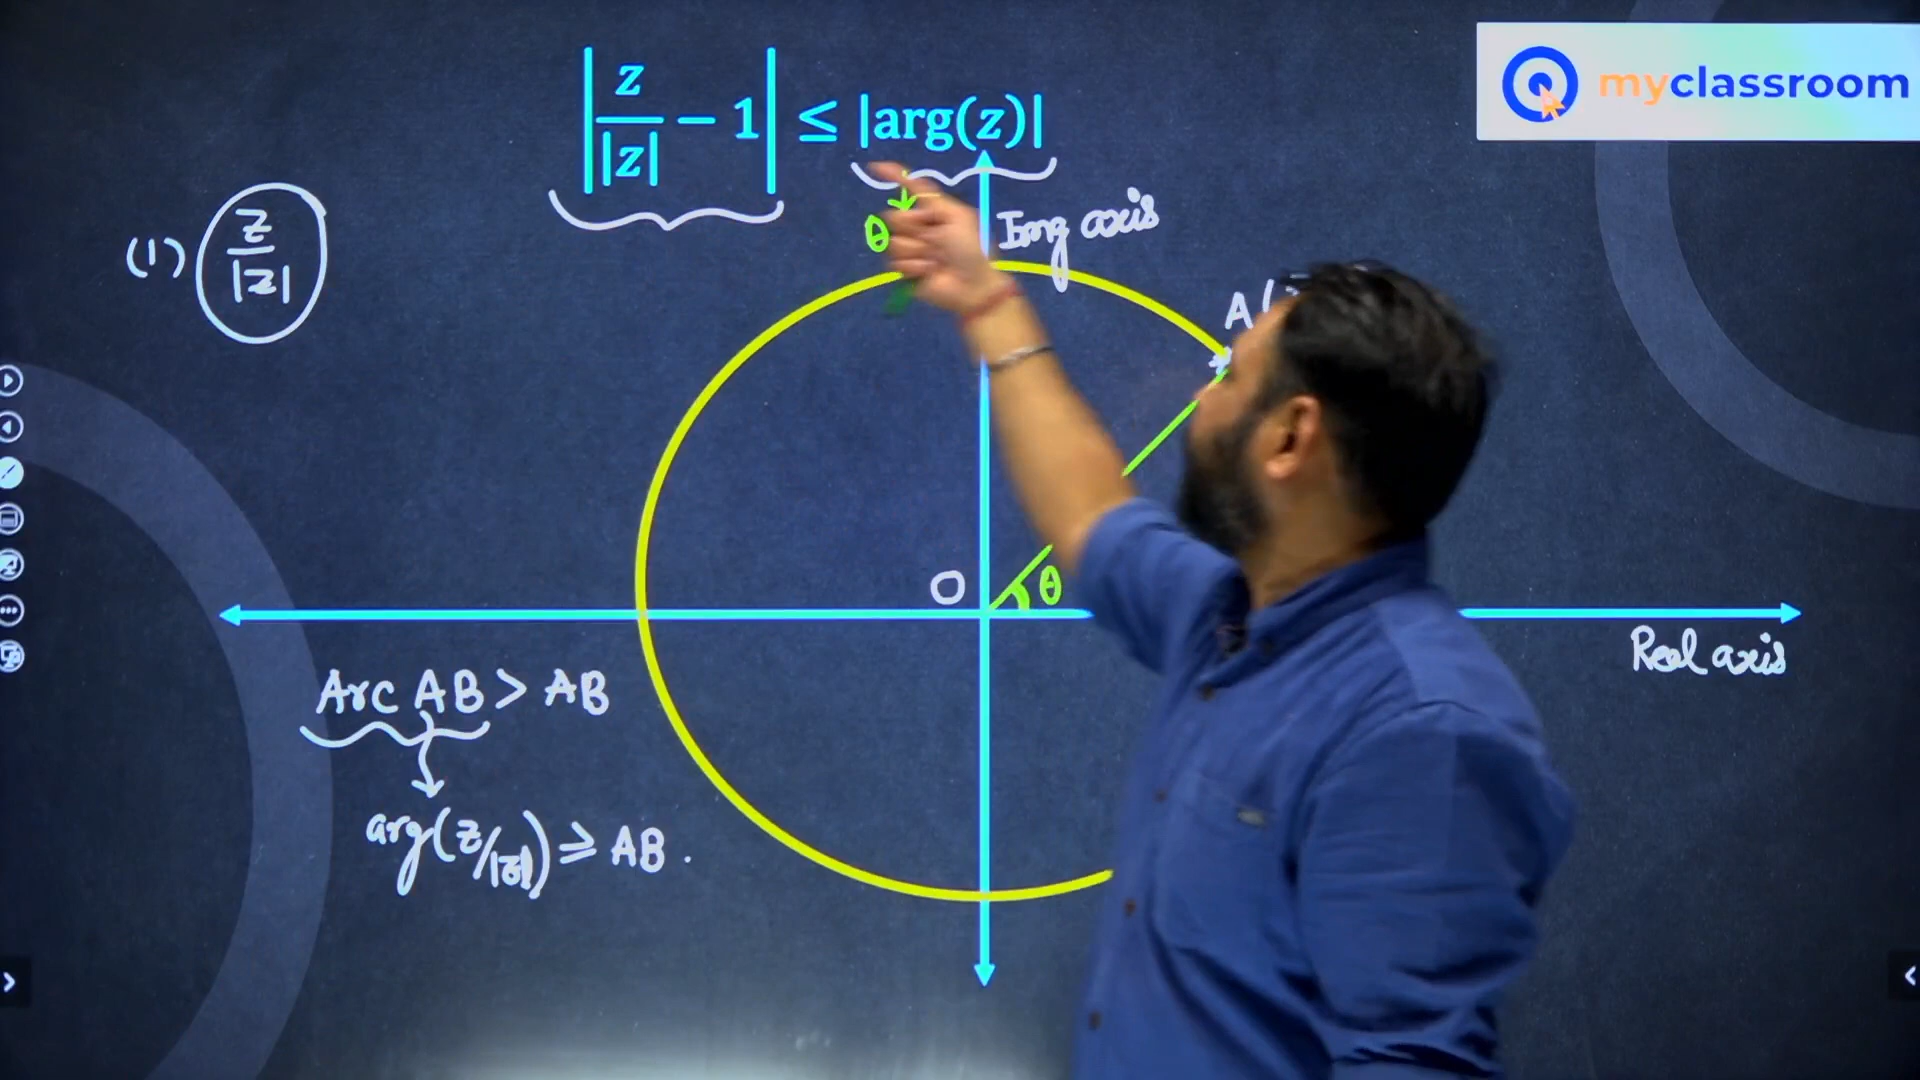 |z/|z| − 1| ≤ |arg(z)|
myclassroom
(1) z/|z|
θ
Img axis
A(
O
θ
Real axis
Arc AB > AB
arg(z/|z|) ≥ AB.